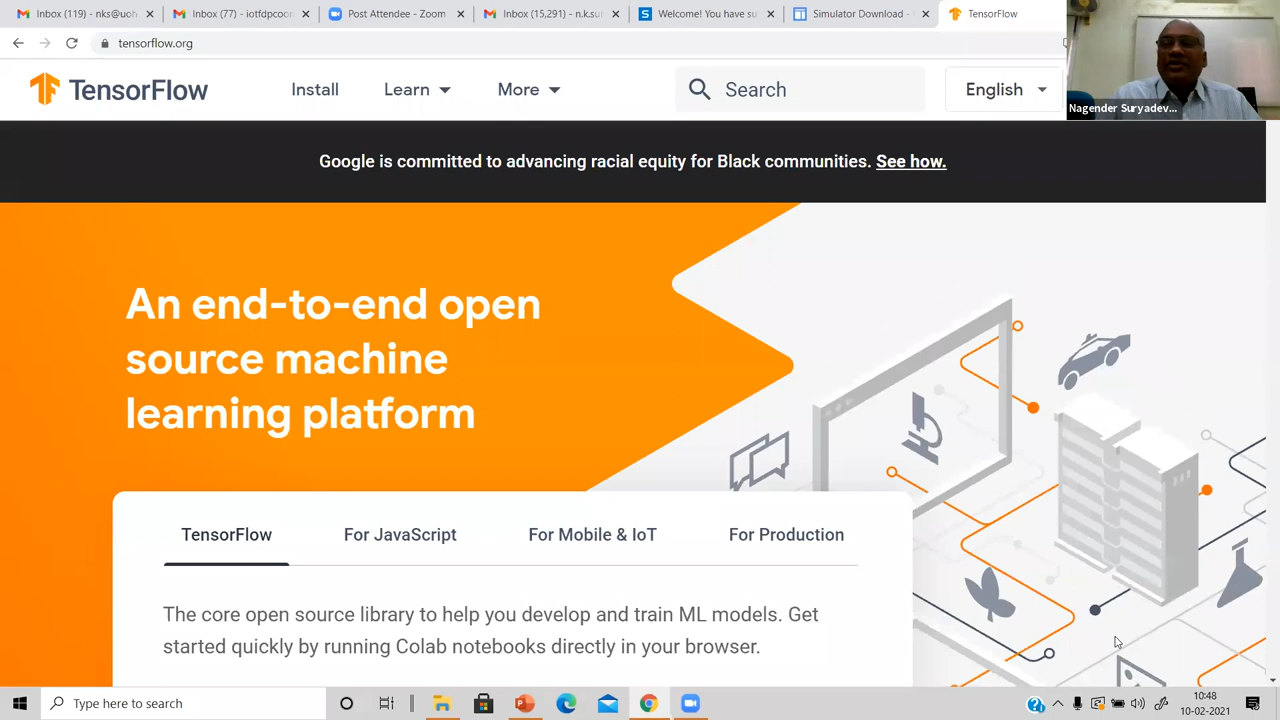 Inbox (119) - nks@uoh
Inbox (77) - otfdpcoor
Post Attendee - Zoom
Inbox (15,291) - n.k.su
Welcome! You have su
Simulator Download -
TensorFlow
tensorflow.org
TensorFlow
Install
Learn
More
Search
English
Nagender Suryadev...
Google is committed to advancing racial equity for Black communities. See how.
An end-to-end open
source machine
learning platform
TensorFlow
For JavaScript
For Mobile & IoT
For Production
The core open source library to help you develop and train ML models. Get
started quickly by running Colab notebooks directly in your browser.
Type here to search
10:48
10-02-2021